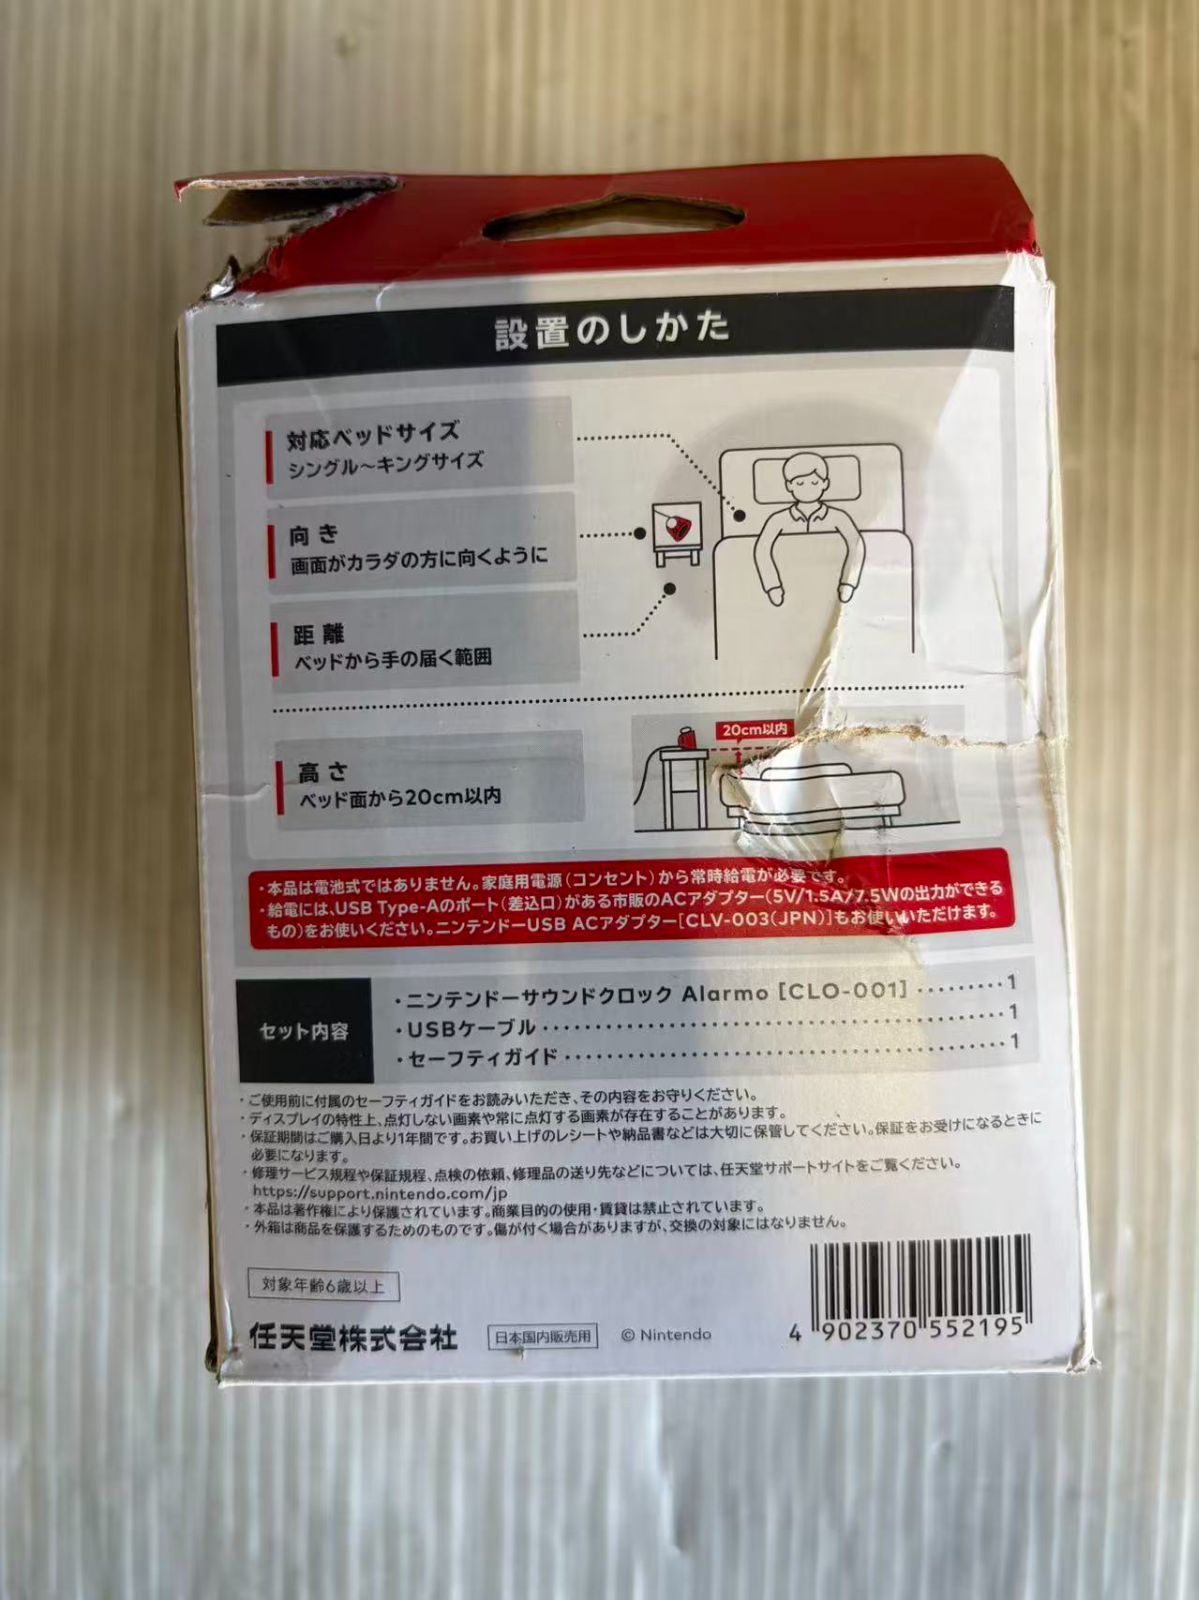 設置のしかた
対応ベッドサイズ
シングル～キングサイズ
向き
画面がカラダの方に向くように
距離
ベッドから手の届く範囲
20cm以内
高さ
ベッド面から20cm以内
・本品は電池式ではありません。家庭用電源（コンセント）から常時給電が必要です。
・給電には、USB Type-Aのポート（差込口）がある市販のACアダプター（5V/1.5A/7.5Wの出力ができる
もの）をお使いください。ニンテンドーUSB ACアダプター[CLV-003(JPN)]もお使いいただけます。
セット内容
・ニンテンドーサウンドクロック Alarmo [CLO-001] ………1
・USBケーブル………1
・セーフティガイド………1
・ご使用前に付属のセーフティガイドをお読みいただき、その内容をお守りください。
・ディスプレイの特性上、点灯しない画素や常に点灯する画素が存在することがあります。
・保証期間はご購入日より1年間です。お買い上げのレシートや納品書などは大切に保管してください。保証をお受けになるときに
必要になります。
・修理サービス規程や保証規程、点検の依頼、修理品の送り先などについては、任天堂サポートサイトをご覧ください。
https://support.nintendo.com/jp
・本品は著作権により保護されています。商業目的の使用・賃貸は禁止されています。
・外箱は商品を保護するためのものです。傷が付く場合がありますが、交換の対象にはなりません。
対象年齢6歳以上
任天堂株式会社
日本国内販売用
© Nintendo
4 902370 552195